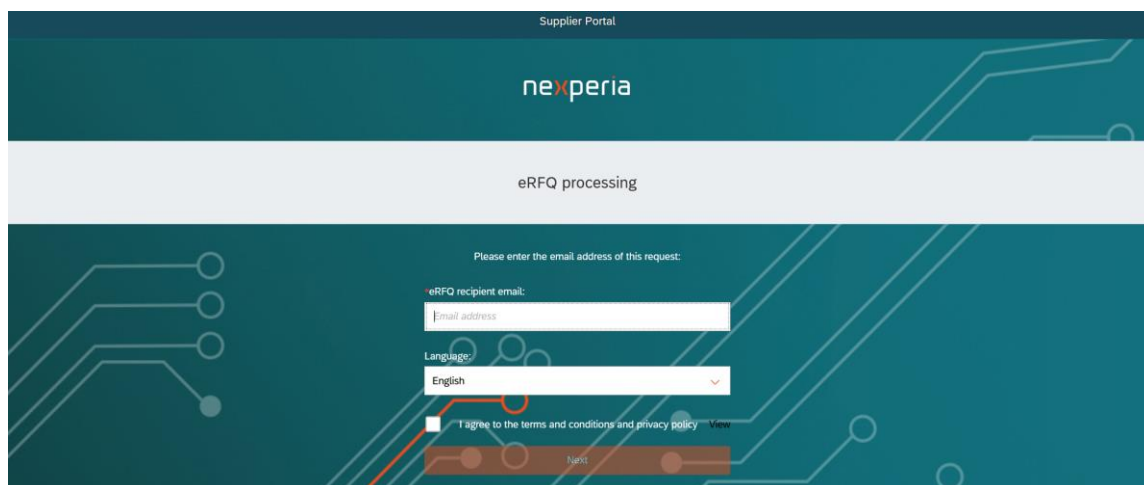 Supplier Portal
nexperia
eRFQ processing
Please enter the email address of this request:
*eRFQ recipient email:
Email address
Language:
English
I agree to the terms and conditions and privacy policy View
Next